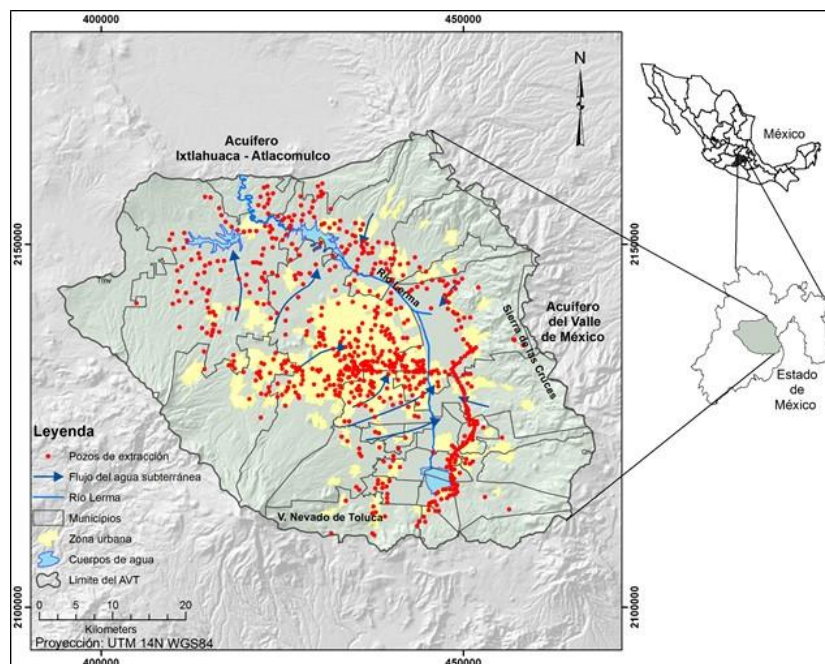 400000
450000
N
Acuífero
Ixtlahuaca - Atlacomulco
México
2150000
2150000
Río Lerma
Sierra de las Cruces
Acuífero
del Valle
de México
Estado
de
México
Leyenda
Pozos de extracción
Flujo del agua subterránea
Río Lerma
Municipios
Zona urbana
Cuerpos de agua
Límite del AVT
V. Nevado de Toluca
0
10
20
Kilometers
Proyección: UTM 14N WGS84
2100000
2100000
400000
450000